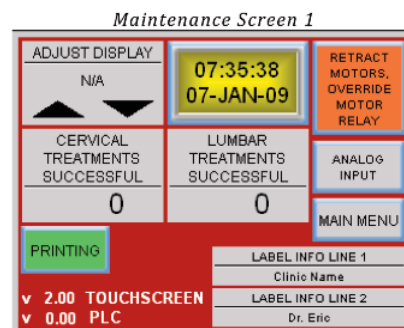 Maintenance Screen 1
ADJUST DISPLAY
N/A
07:35:38
07-JAN-09
RETRACT
MOTORS,
OVERRIDE
MOTOR
RELAY
CERVICAL
TREATMENTS
SUCCESSFUL
0
LUMBAR
TREATMENTS
SUCCESSFUL
0
ANALOG
INPUT
MAIN MENU
PRINTING
LABEL INFO LINE 1
Clinic Name
LABEL INFO LINE 2
Dr. Eric
v 2.00 TOUCHSCREEN
v 0.00 PLC